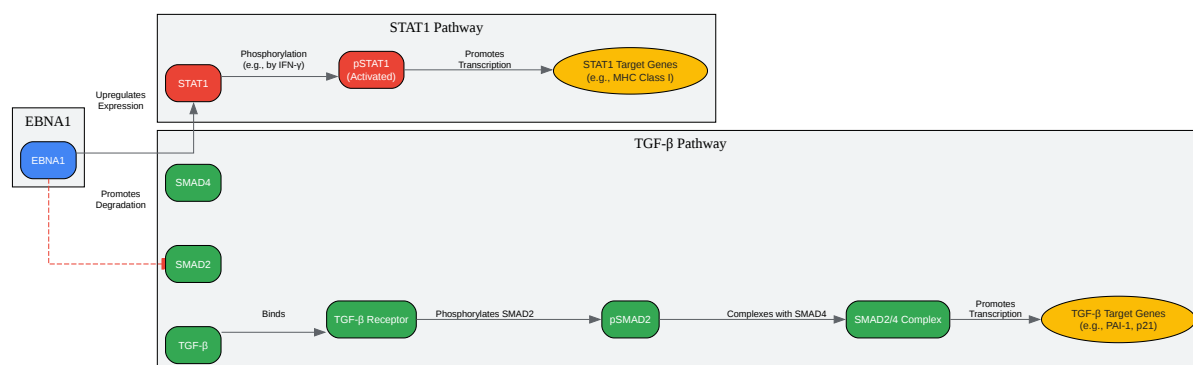 STAT1 Pathway
Phosphorylation
(e.g., by IFN-γ)
Promotes
Transcription
STAT1
pSTAT1
(Activated)
STAT1 Target Genes
(e.g., MHC Class I)
Upregulates
Expression
EBNA1
EBNA1
Promotes
Degradation
TGF-β Pathway
SMAD4
SMAD2
TGF-β
Binds
TGF-β Receptor
Phosphorylates SMAD2
pSMAD2
Complexes with SMAD4
SMAD2/4 Complex
Promotes
Transcription
TGF-β Target Genes
(e.g., PAI-1, p21)